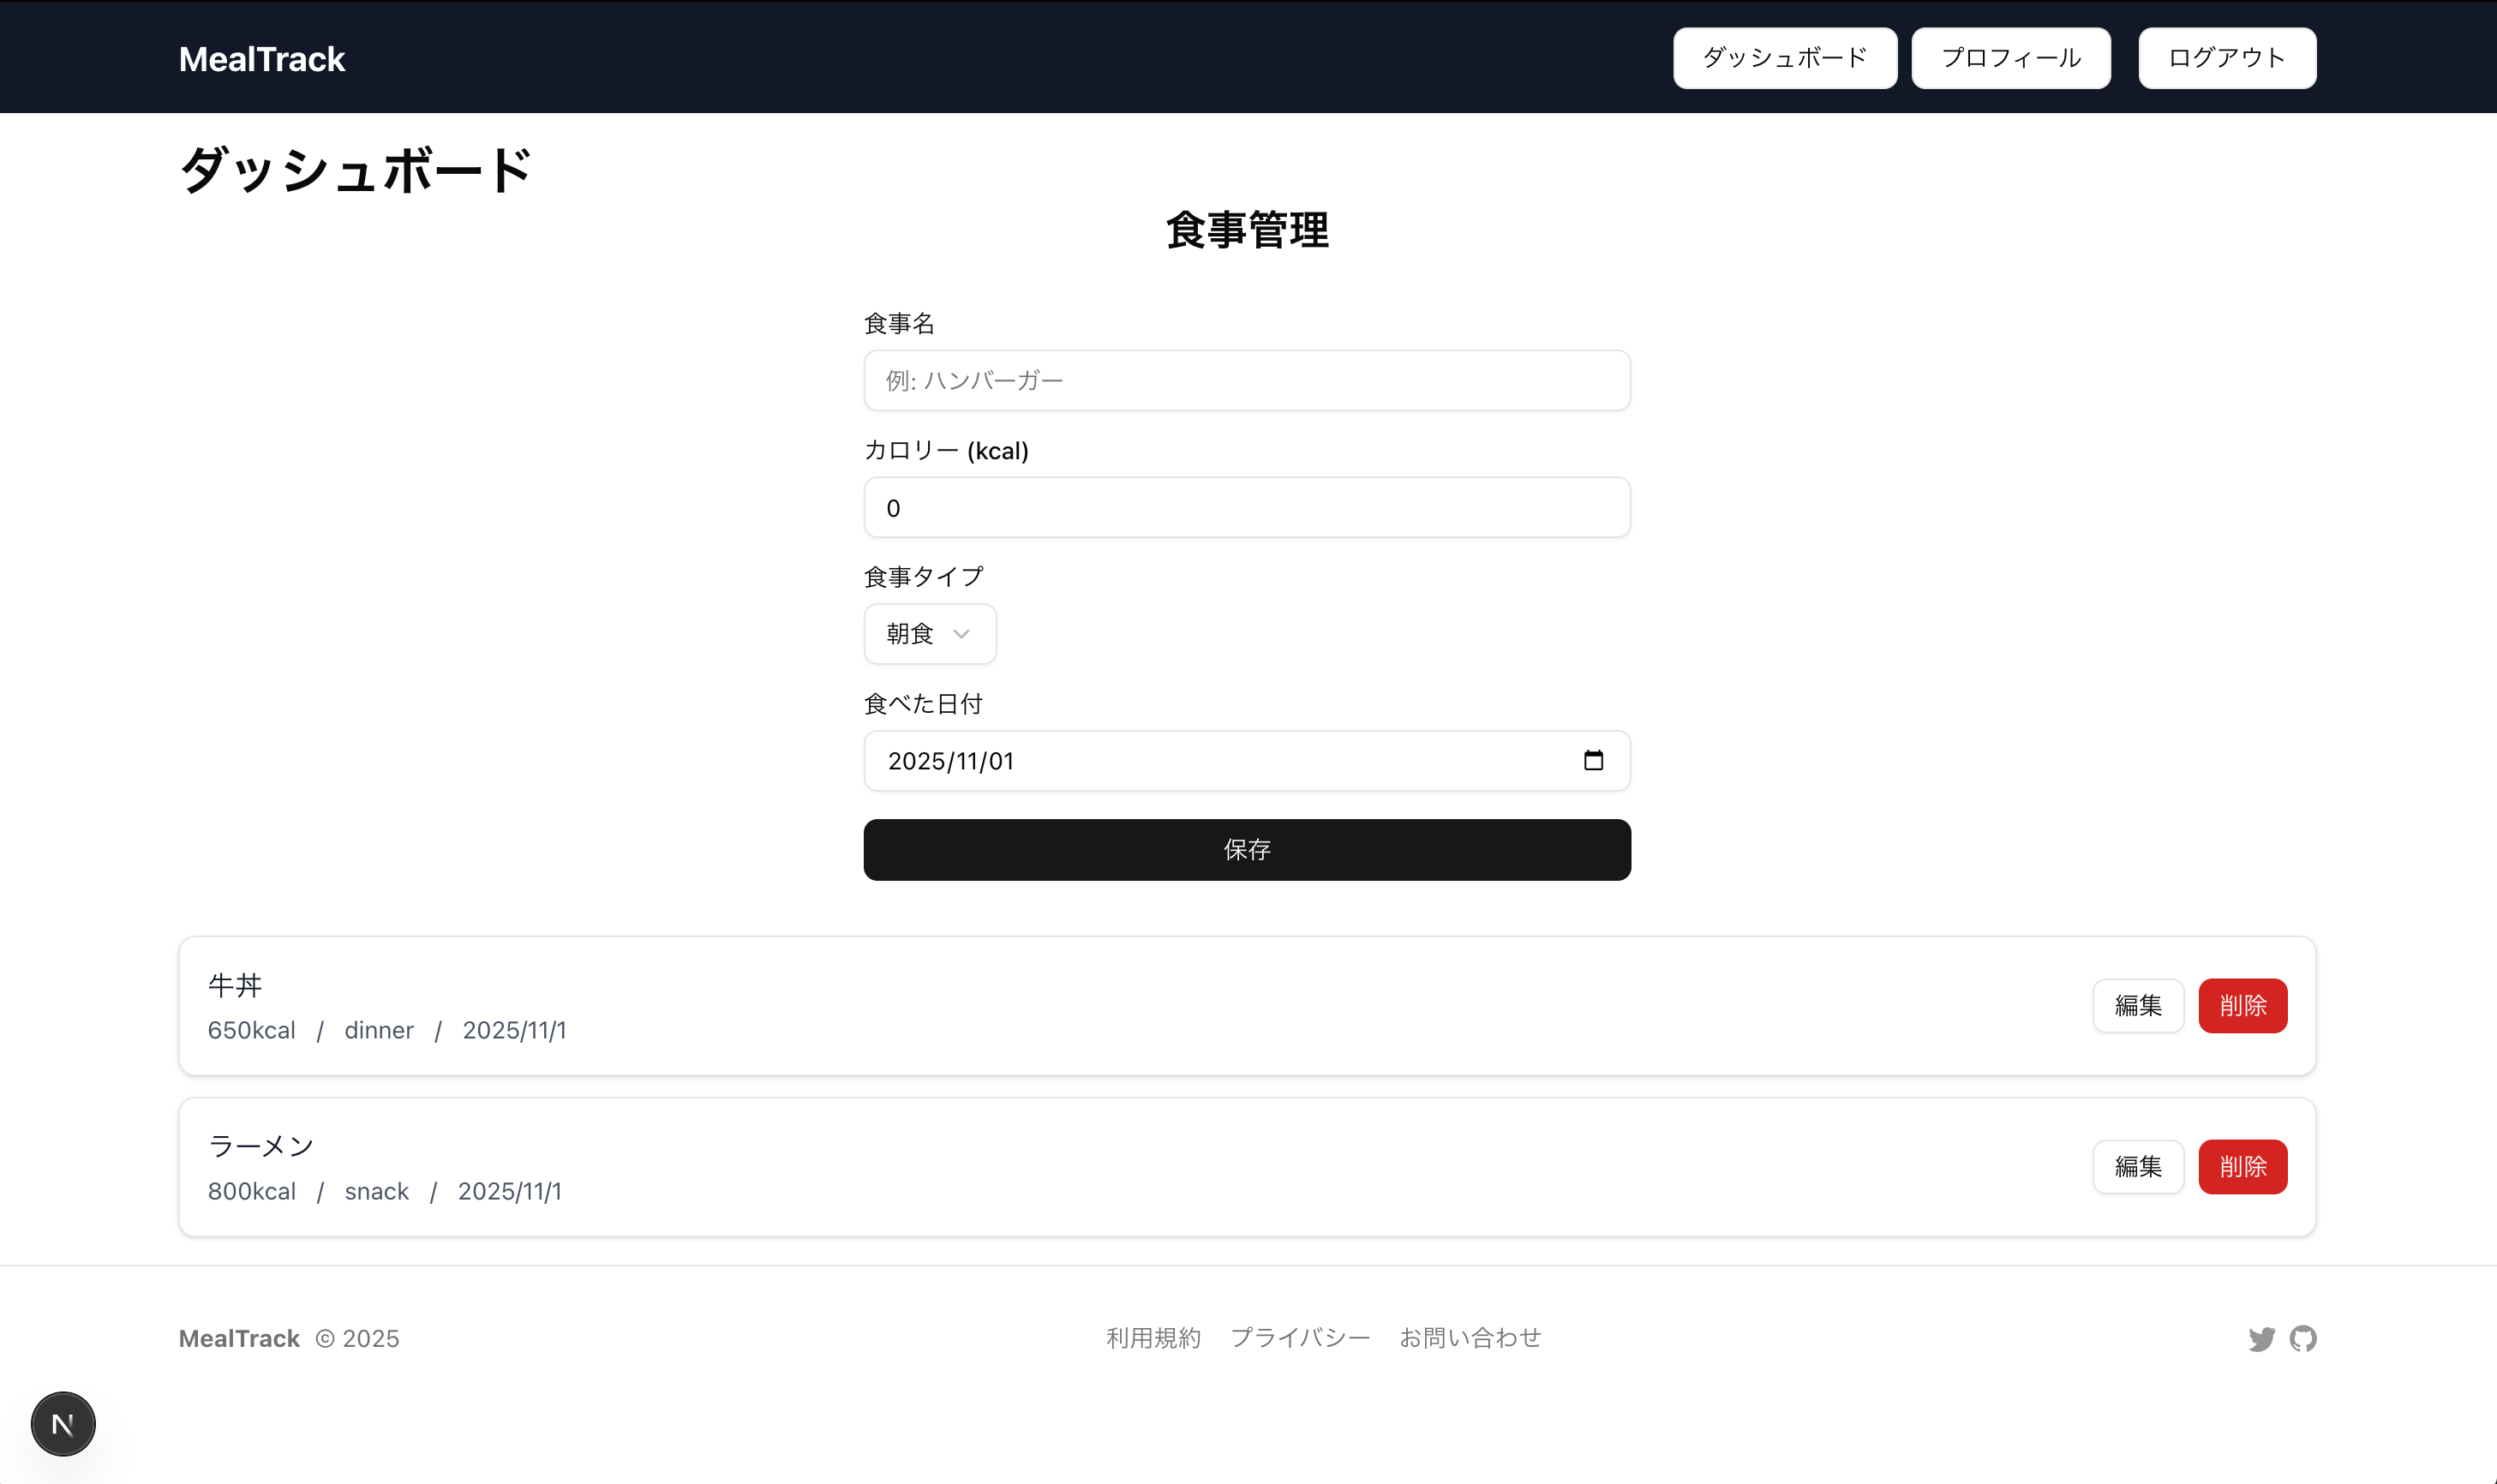 MealTrack
ダッシュボード
プロフィール
ログアウト
ダッシュボード
食事管理
食事名
例: ハンバーガー
カロリー (kcal)
0
食事タイプ
朝食
食べた日付
2025/11/01
保存
牛丼
650kcal / dinner / 2025/11/1
編集
削除
ラーメン
800kcal / snack / 2025/11/1
編集
削除
MealTrack © 2025
利用規約
プライバシー
お問い合わせ
N